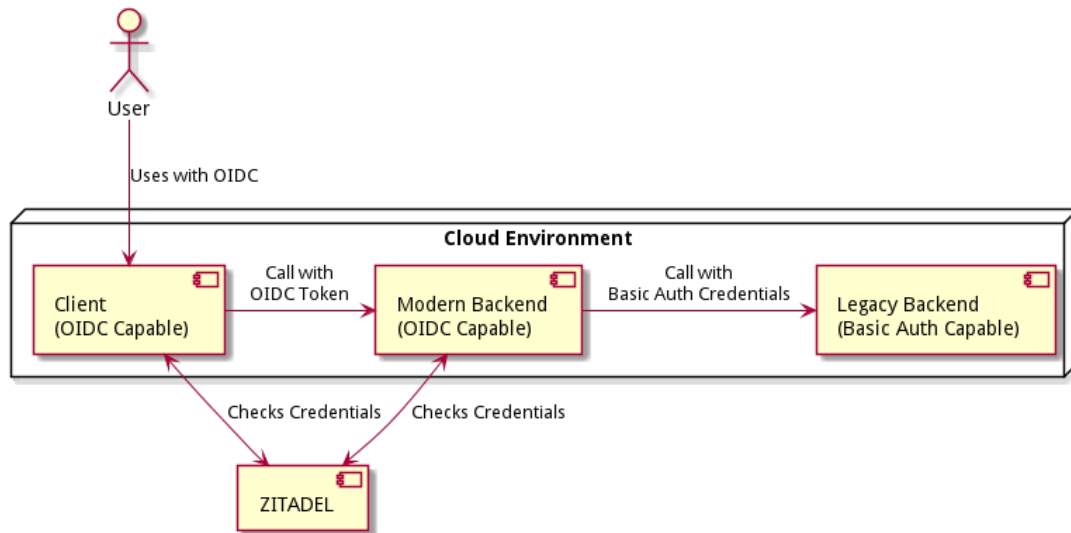 User
Uses with OIDC
Cloud Environment
Client
(OIDC Capable)
Call with
OIDC Token
Modern Backend
(OIDC Capable)
Call with
Basic Auth Credentials
Legacy Backend
(Basic Auth Capable)
Checks Credentials
Checks Credentials
ZITADEL